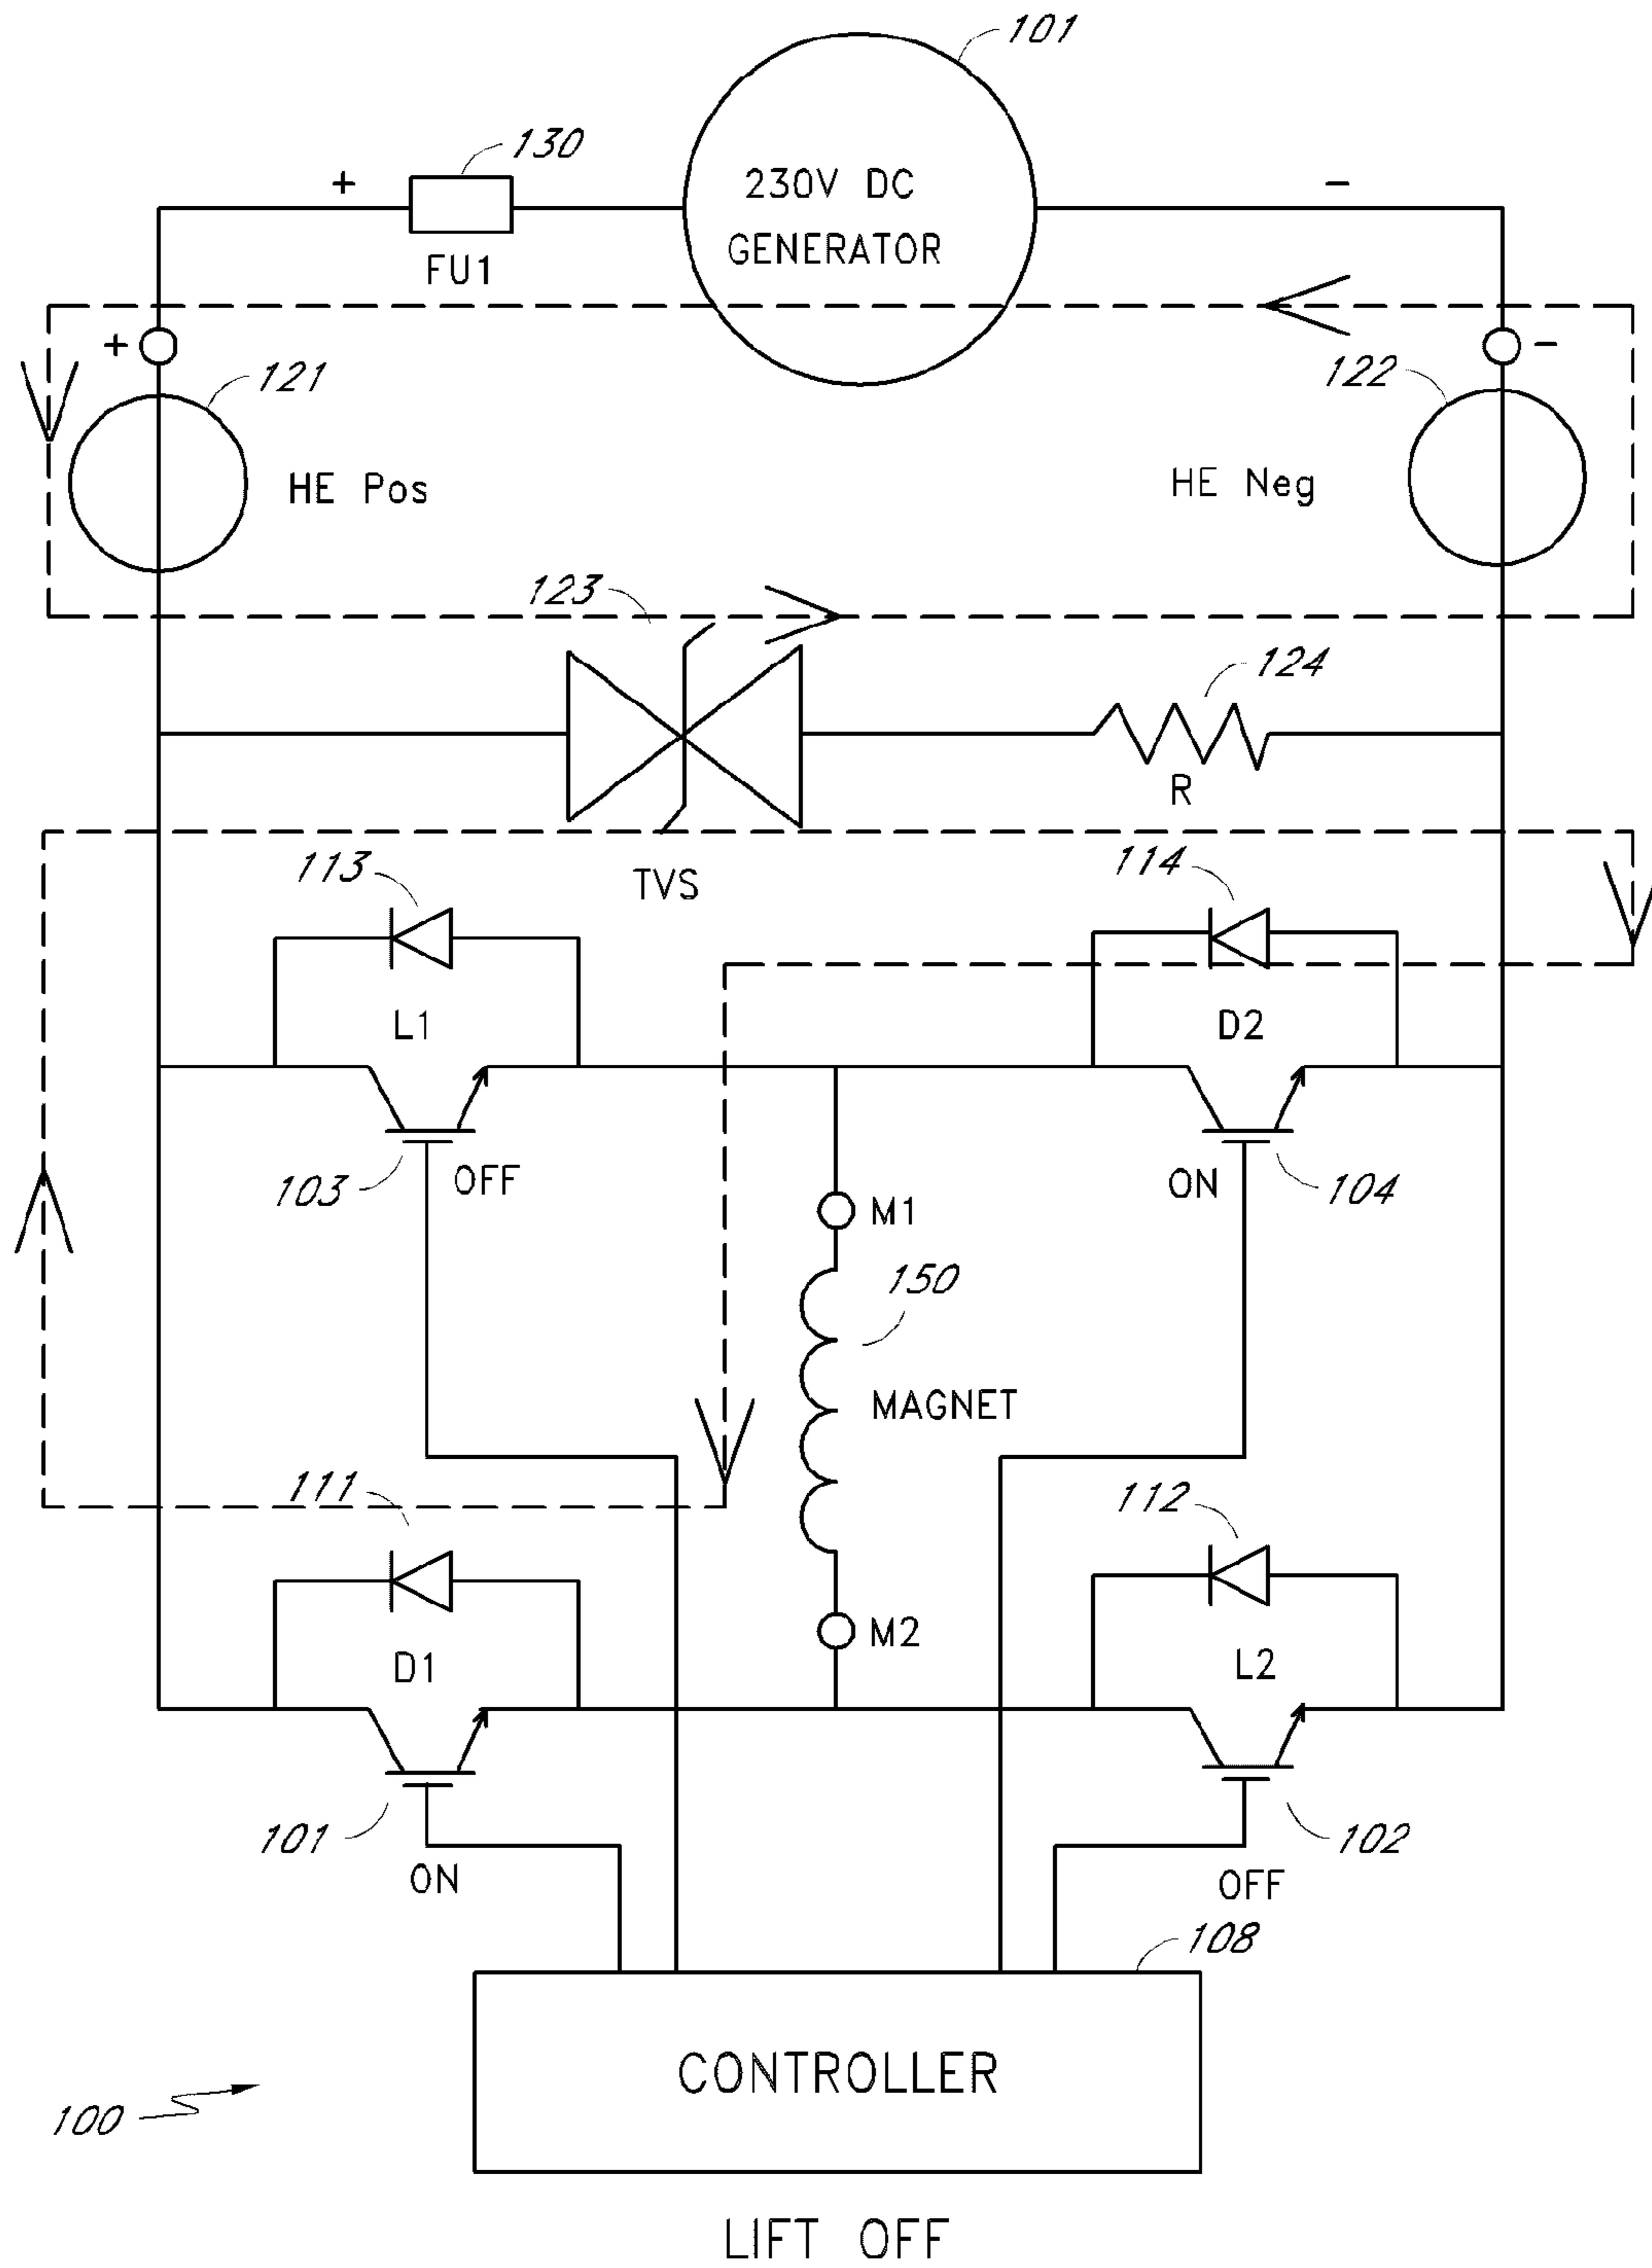 101
130
+
-
230V DC
GENERATOR
FU1
+
-
121
122
HE Pos
HE Neg
123
124
R
113
114
TVS
L1
D2
103
OFF
ON
104
M1
150
MAGNET
111
112
M2
D1
L2
101
ON
102
OFF
108
CONTROLLER
100
LIFT OFF